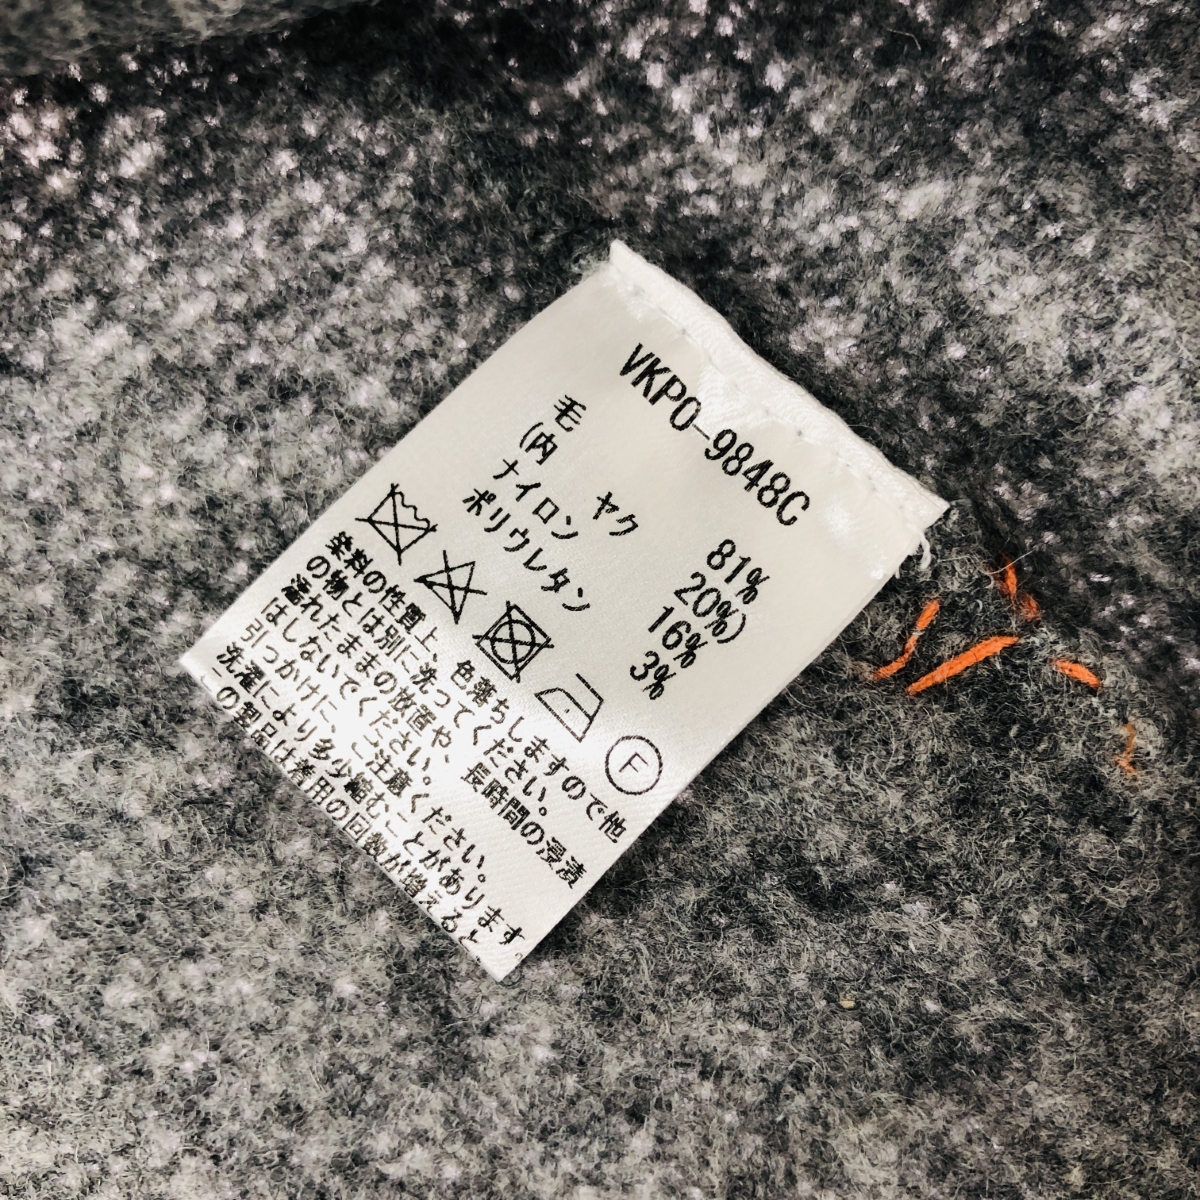 VKPO-9848C
毛 81%
(内 ヤク 20%)
ナイロン 16%
ポリウレタン 3%
F
染料の性質上、色落ちしますので他
の物とは別に洗ってください。
濡れたままの放置や、長時間の浸漬
はしないでください。
引っかけに、ご注意ください。
洗濯により多少縮むことがあります。
この製品は着用の回数が増えると